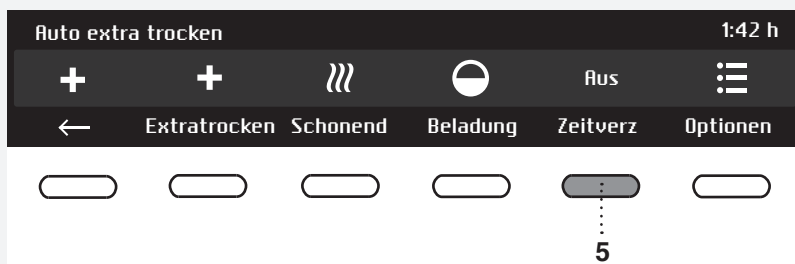 Auto extra trocken 1:42 h
Aus
← Extratrocken Schonend Beladung Zeitverz Optionen
5